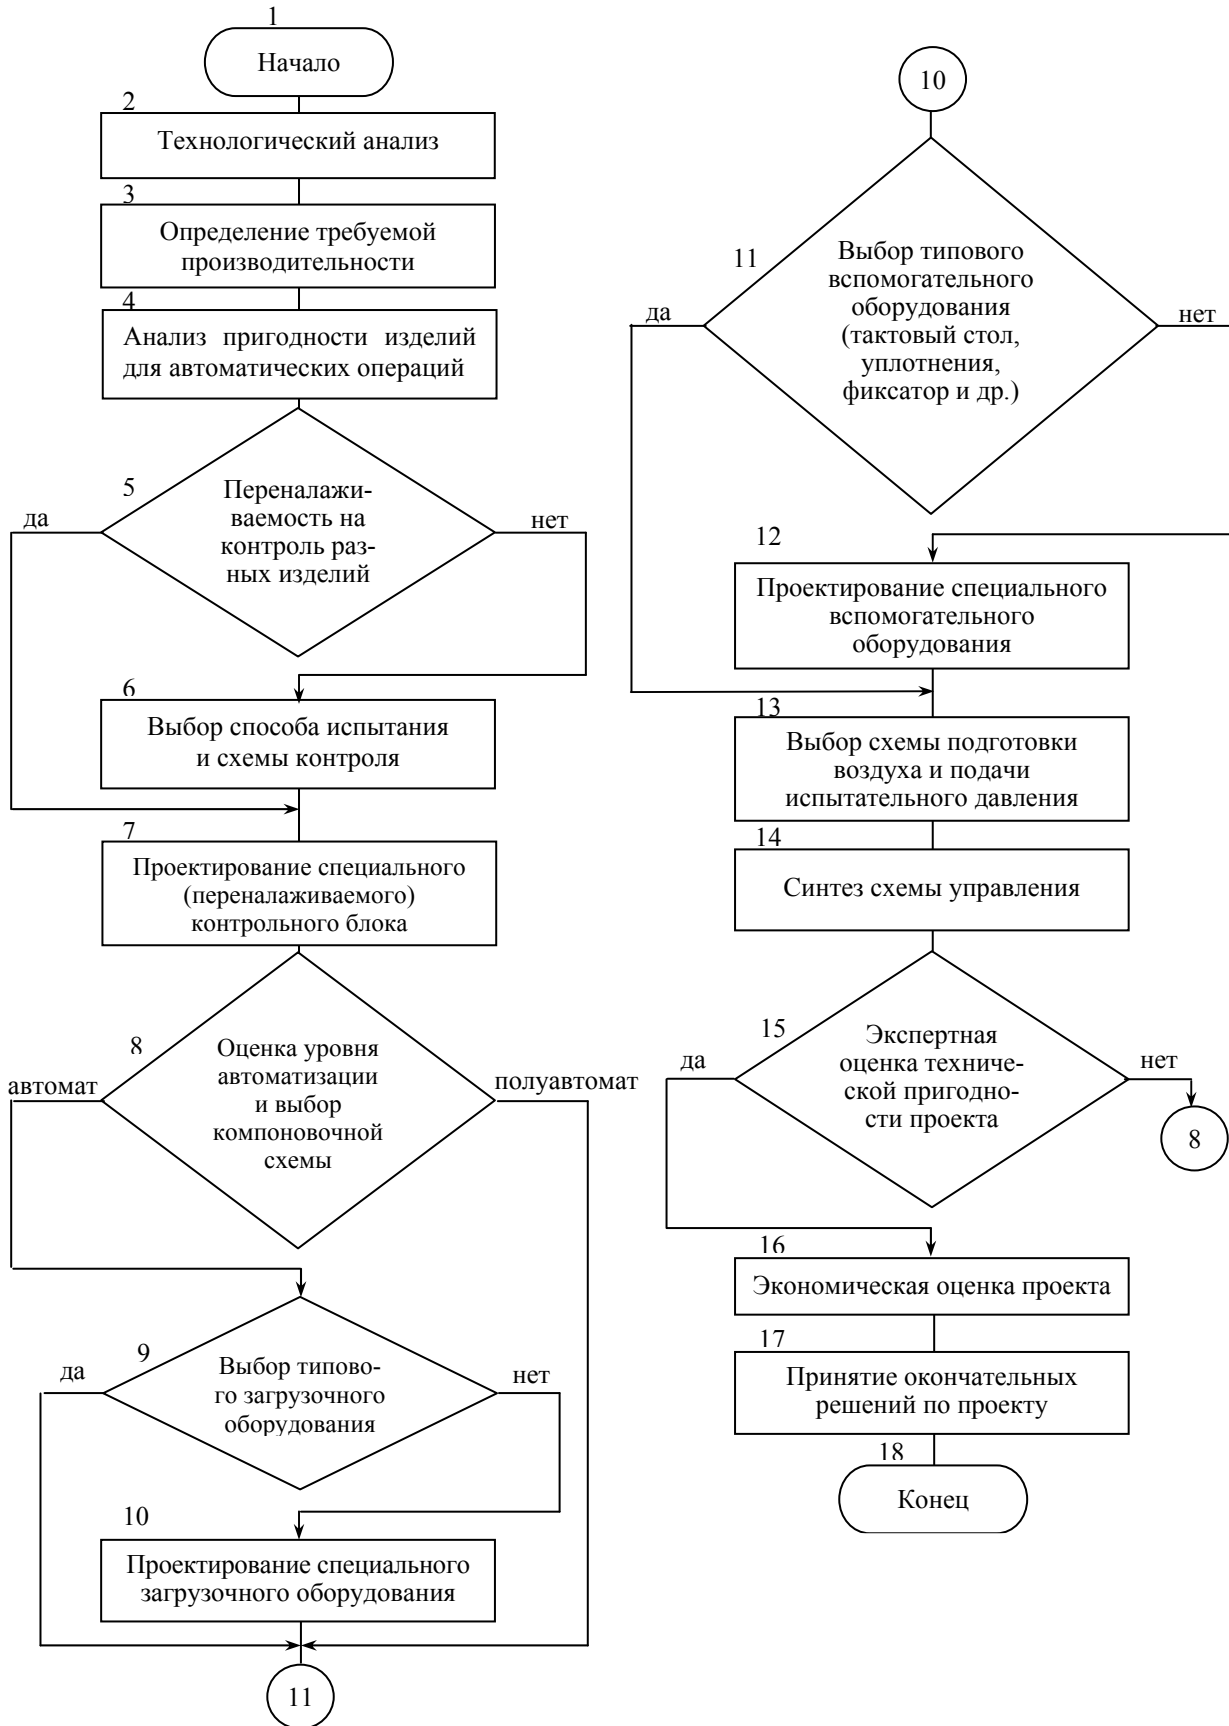 1
Начало
2
Технологический анализ
3
Определение требуемой
производительности
4
Анализ пригодности изделий
для автоматических операций
5
Переналажи-
ваемость на
контроль раз-
ных изделий
да
нет
6
Выбор способа испытания
и схемы контроля
7
Проектирование специального
(переналаживаемого)
контрольного блока
8
Оценка уровня
автоматизации
и выбор
компоновочной
схемы
автомат
полуавтомат
9
Выбор типово-
го загрузочного
оборудования
да
нет
10
Проектирование специального
загрузочного оборудования
11
10
11
Выбор типового
вспомогательного
оборудования
(тактовый стол,
уплотнения,
фиксатор и др.)
да
нет
12
Проектирование специального
вспомогательного
оборудования
13
Выбор схемы подготовки
воздуха и подачи
испытательного давления
14
Синтез схемы управления
15
Экспертная
оценка техниче-
ской пригодно-
сти проекта
да
нет
8
16
Экономическая оценка проекта
17
Принятие окончательных
решений по проекту
18
Конец